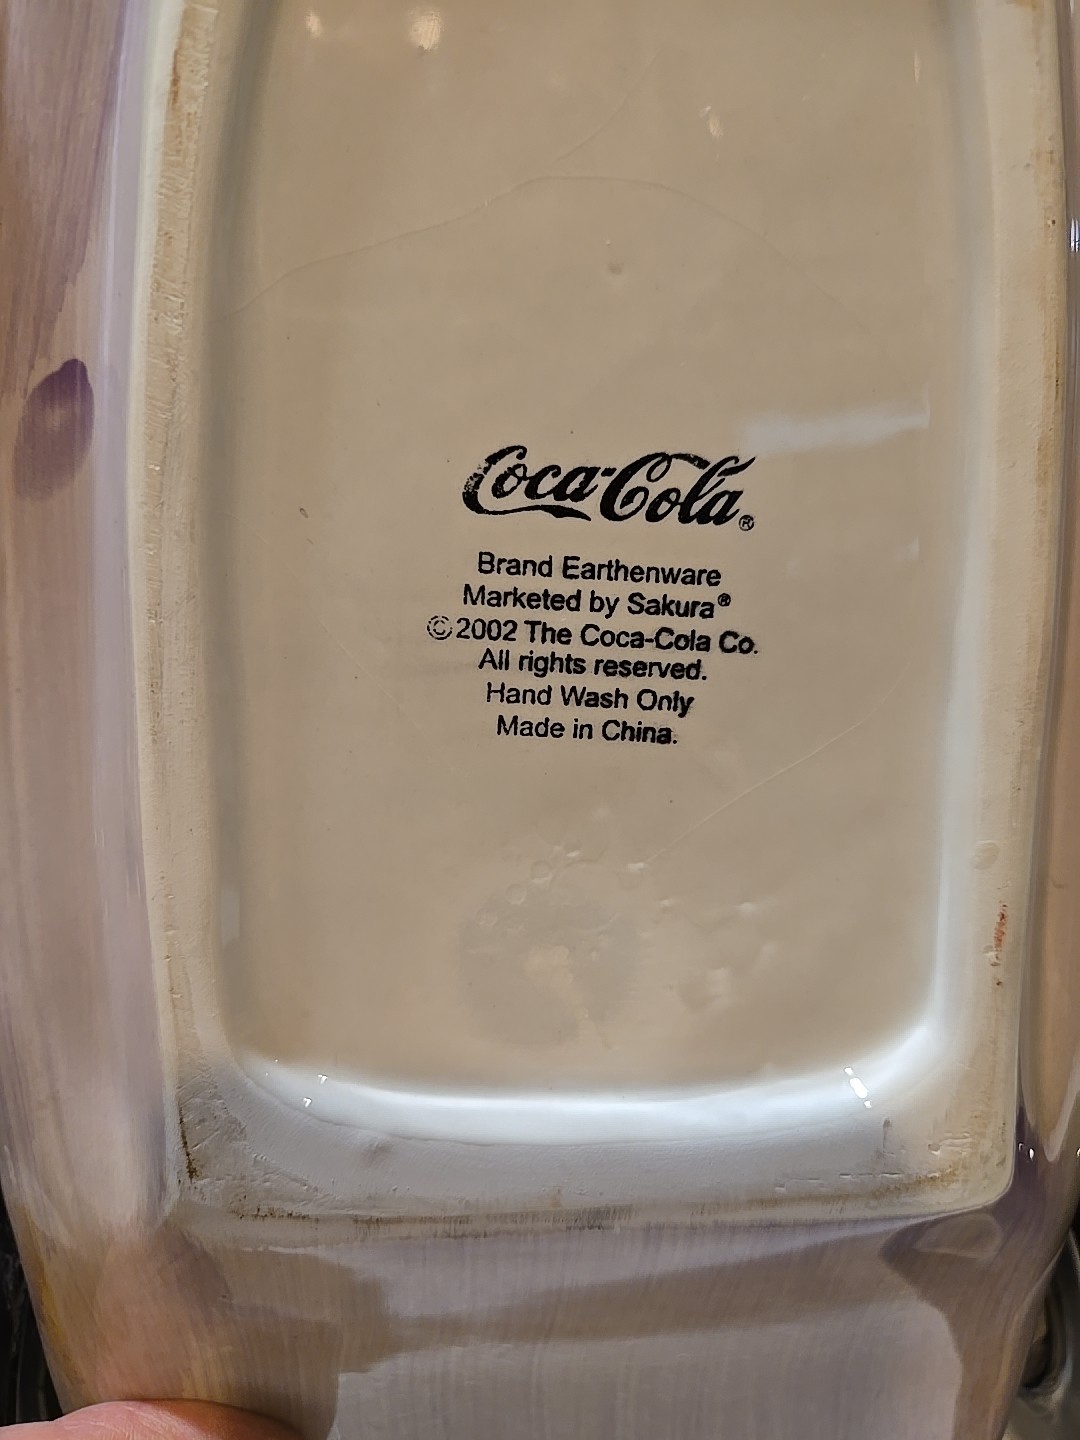 Coca-Cola®
Brand Earthenware
Marketed by Sakura®
©2002 The Coca-Cola Co.
All rights reserved.
Hand Wash Only
Made in China.